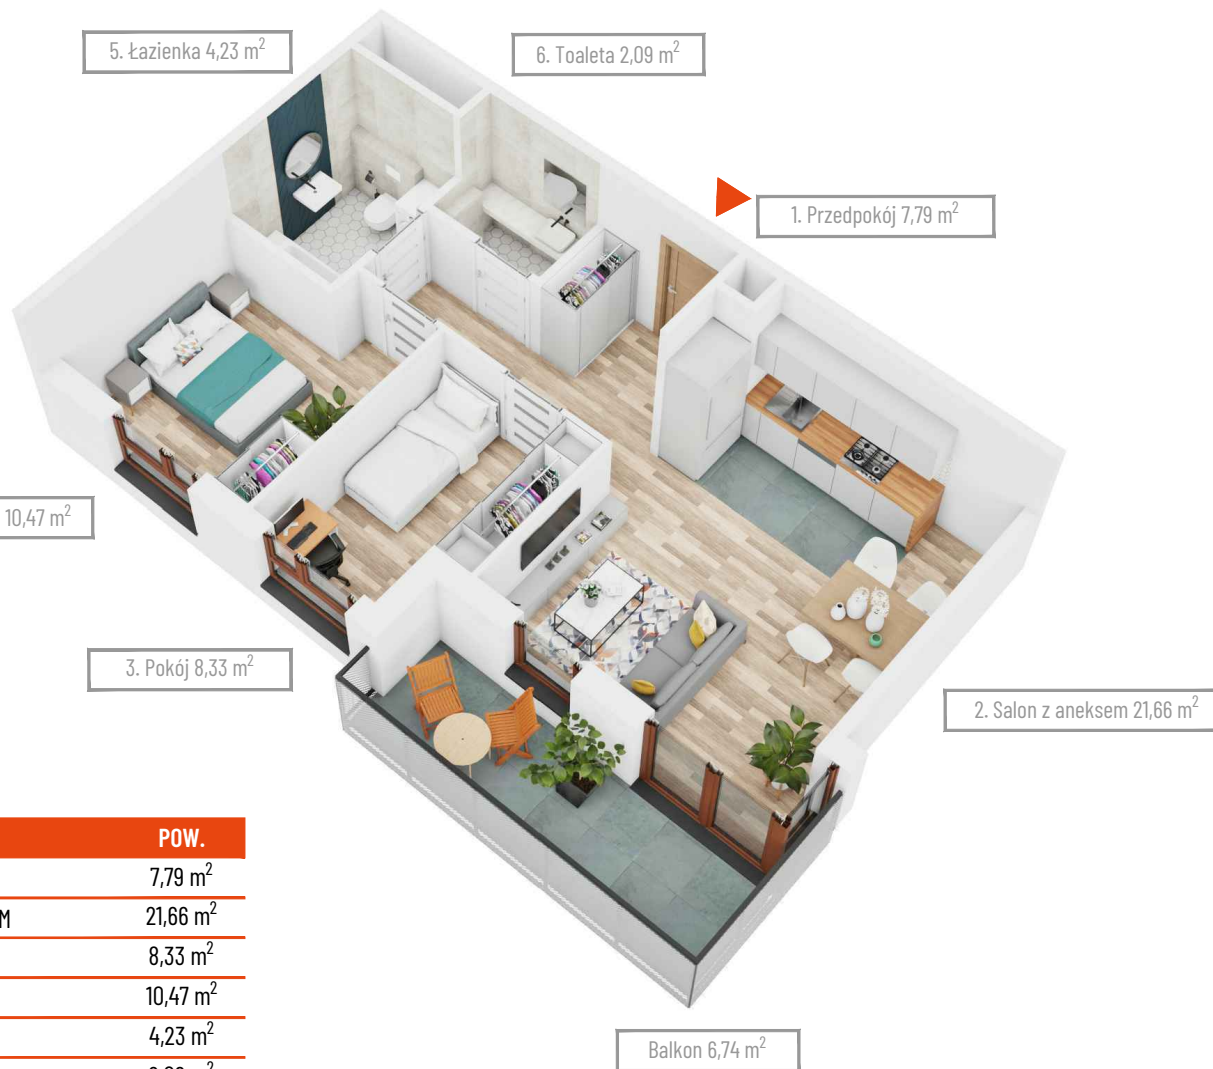 5. Łazienka 4,23 m²
6. Toaleta 2,09 m²
1. Przedpokój 7,79 m²
10,47 m²
3. Pokój 8,33 m²
2. Salon z aneksem 21,66 m²
POW.
7,79 m²
M 21,66 m²
8,33 m²
10,47 m²
4,23 m²
Balkon 6,74 m²